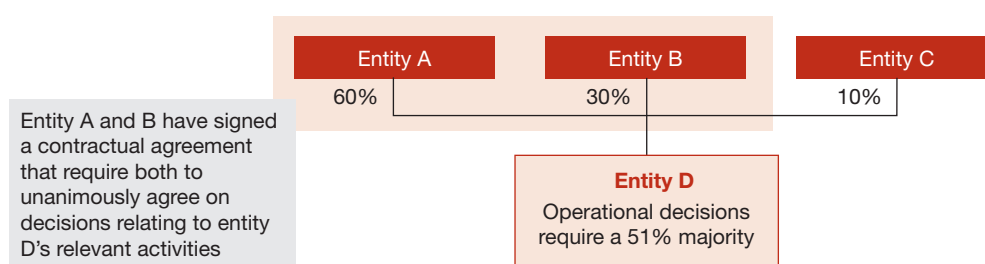 Entity A
Entity B
Entity C
60%
30%
10%
Entity A and B have signed
a contractual agreement
that require both to
unanimously agree on
decisions relating to entity
D's relevant activities
Entity D
Operational decisions
require a 51% majority